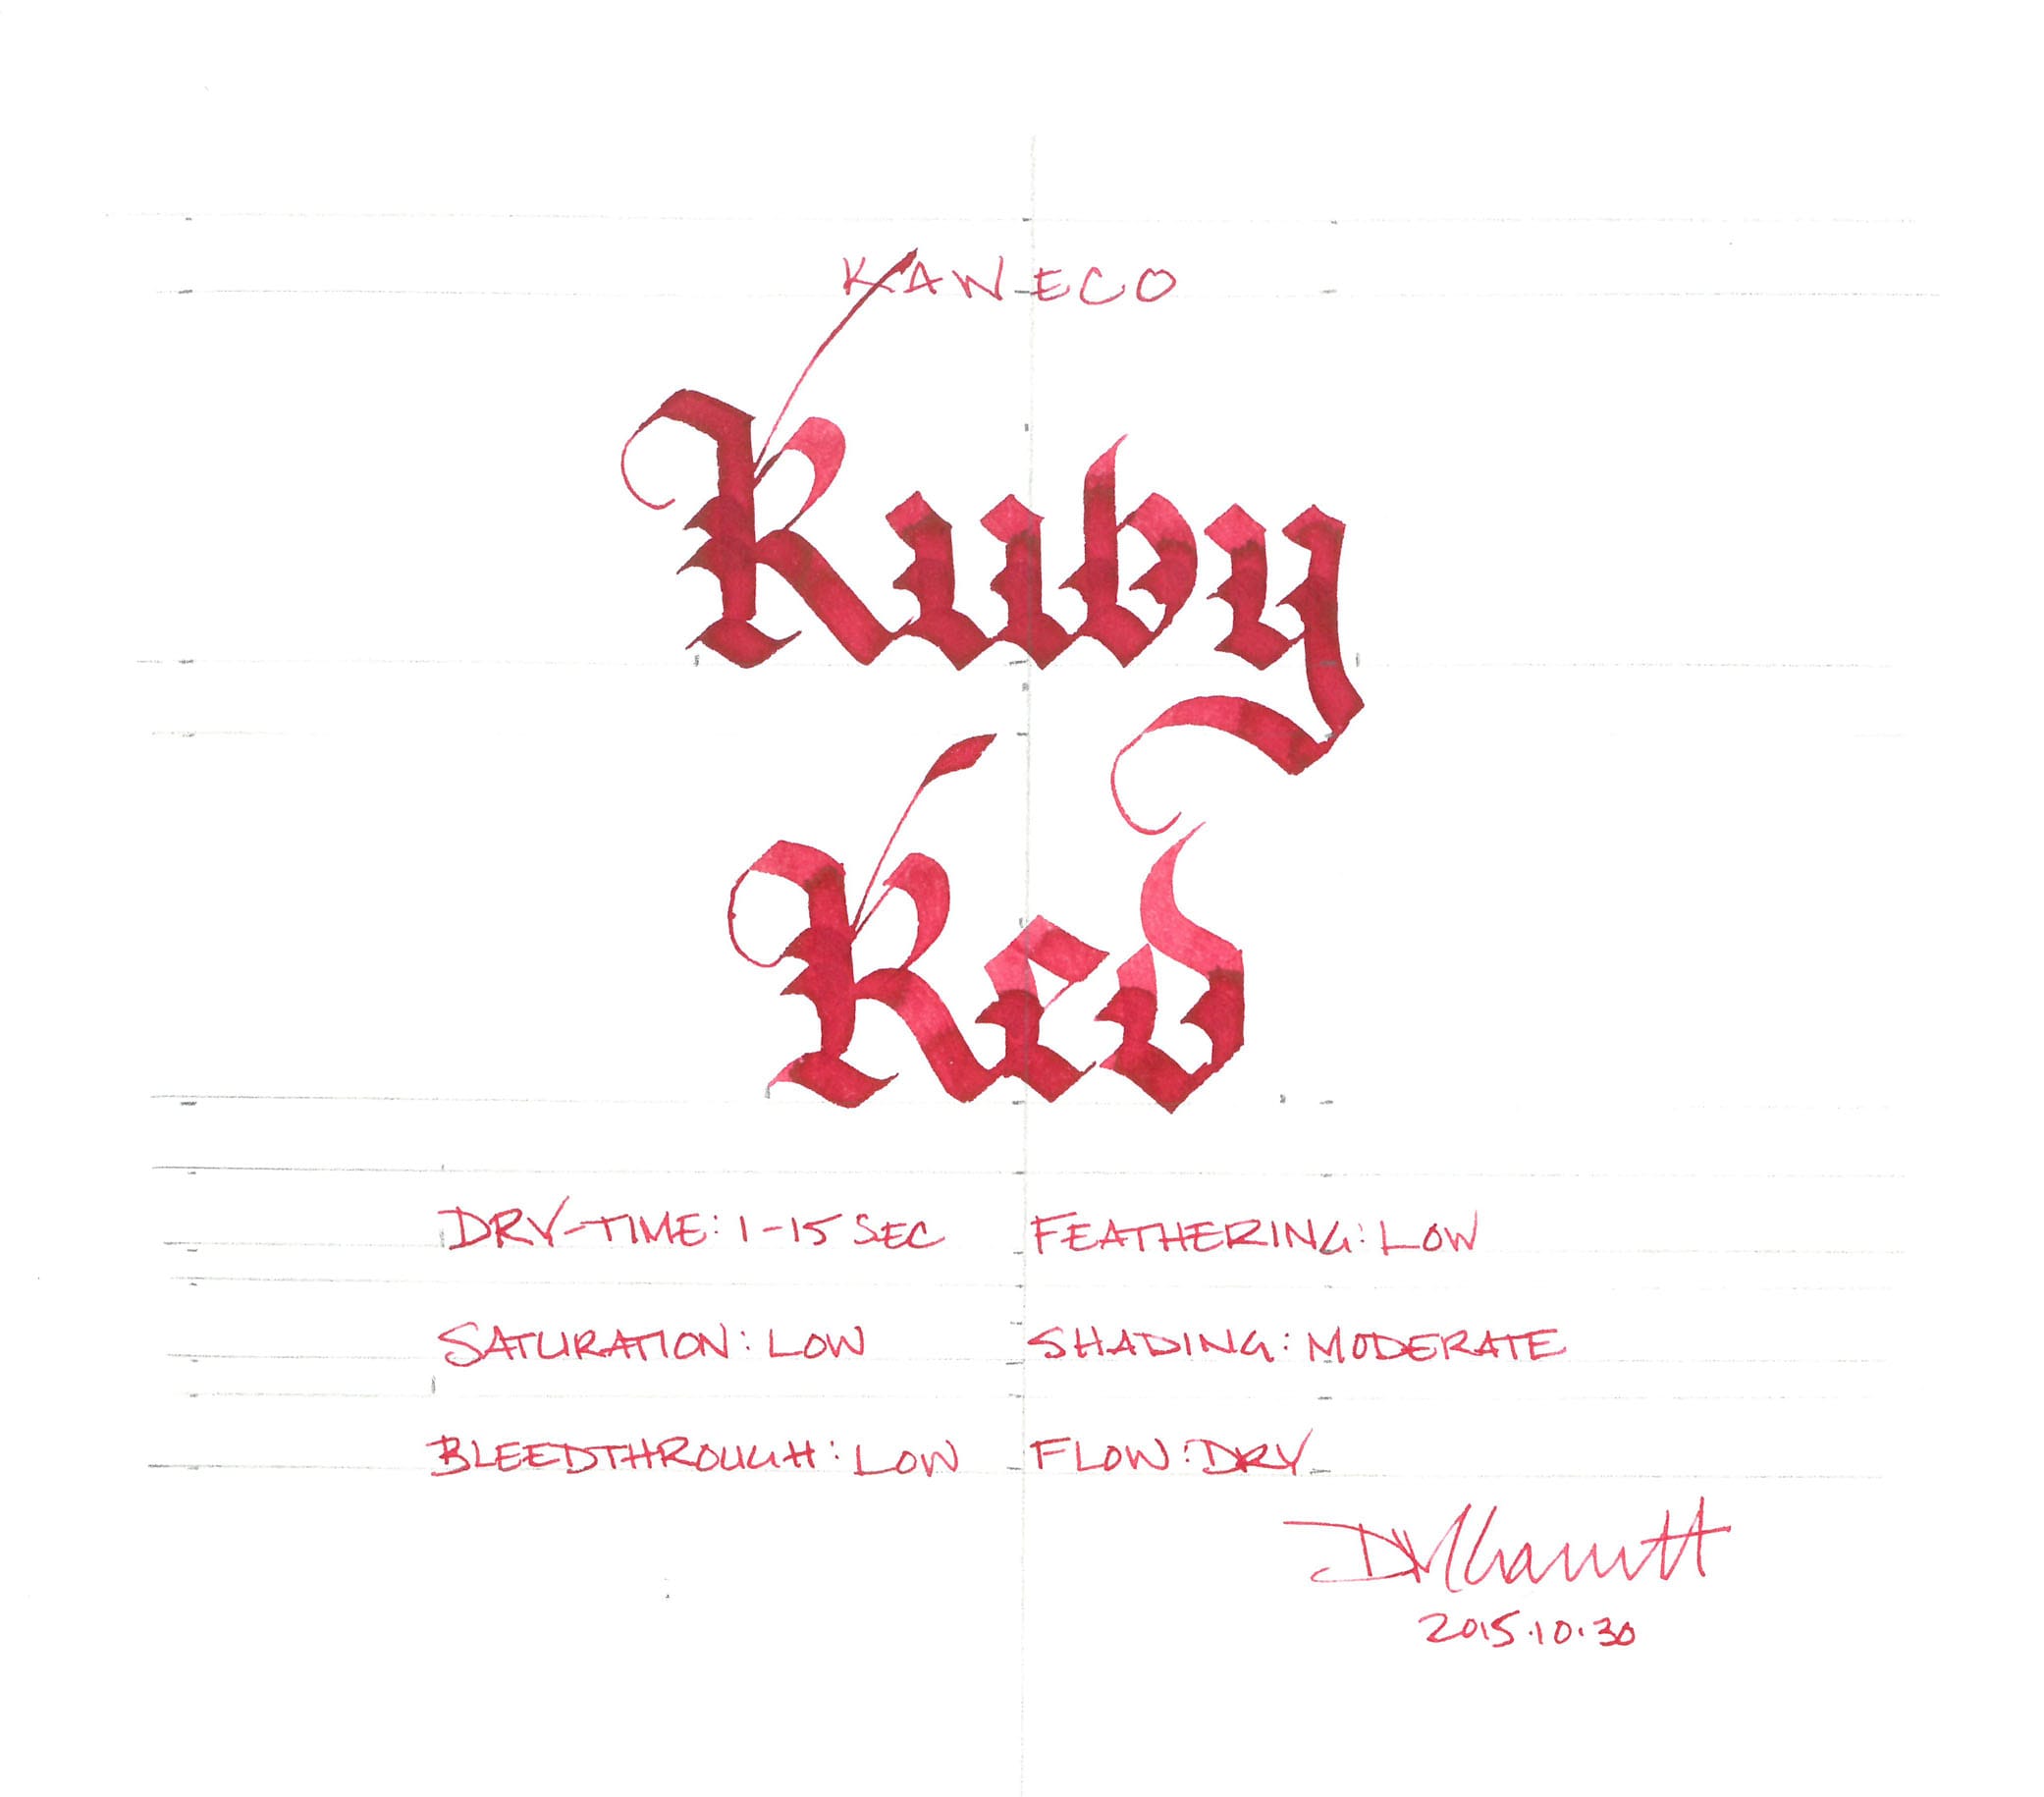 KAWECO
Ruby
Red
DRY-TIME: 1-15 SEC FEATHERING: LOW
SATURATION: LOW SHADING: MODERATE
BLEEDTHROUGH: LOW FLOW: DRY
2015.10.30